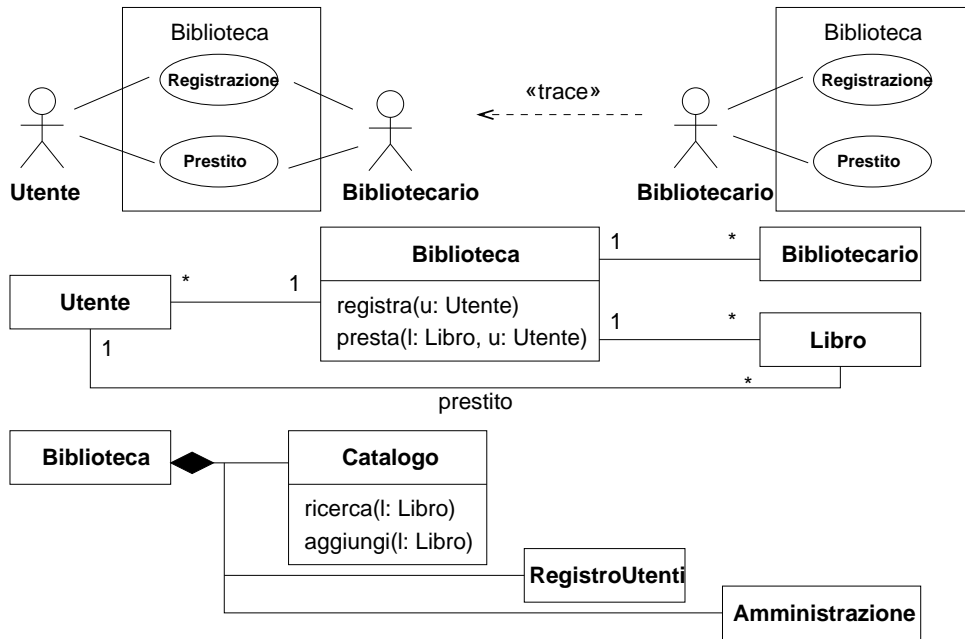 Biblioteca
Registrazione
Prestito
Utente
Bibliotecario
«trace»
Biblioteca
Registrazione
Prestito
Bibliotecario
Biblioteca
registra(u: Utente)
presta(l: Libro, u: Utente)
1
*
Bibliotecario
Utente
*
1
1
*
Libro
1
*
prestito
Biblioteca
Catalogo
ricerca(l: Libro)
aggiungi(l: Libro)
RegistroUtenti
Amministrazione